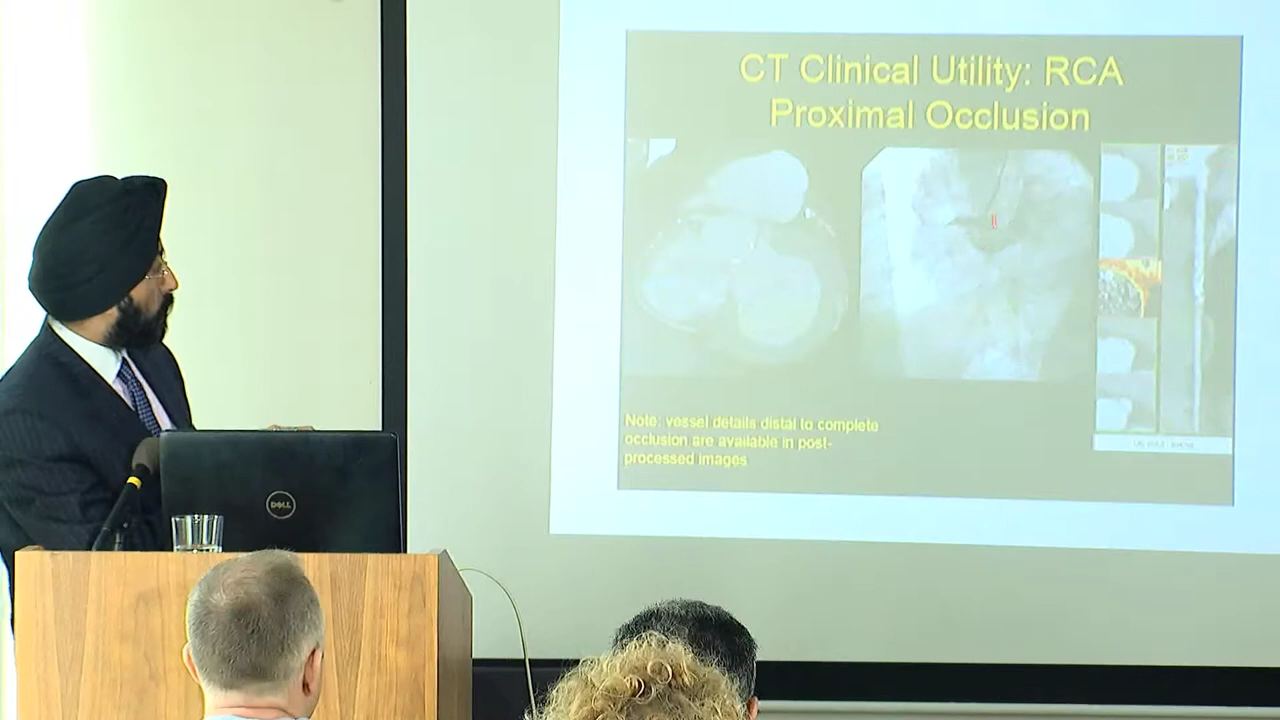 CT Clinical Utility: RCA
Proximal Occlusion
Note: vessel details distal to complete
occlusion are available in post-
processed images
DELL